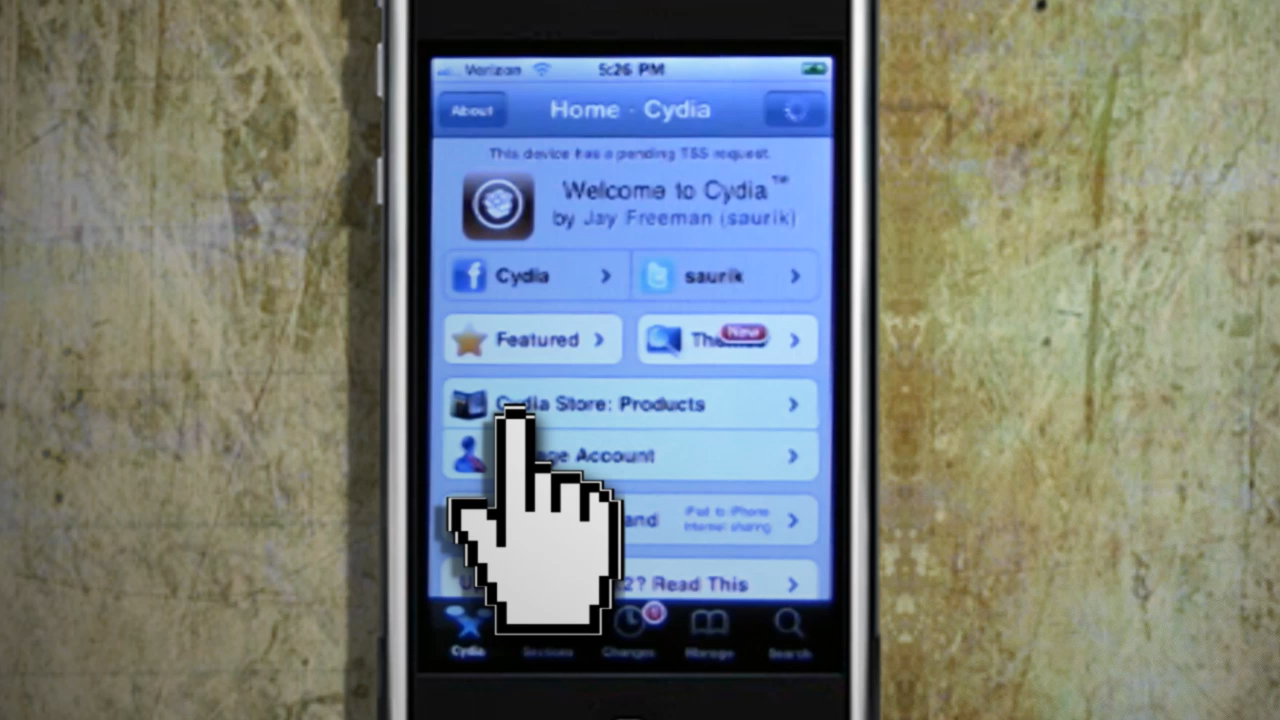 Verizon 5:26 PM
About Home - Cydia
This device has a pending TSS request.
Welcome to Cydia™
by Jay Freeman (saurik)
Cydia saurik
Featured New
Cydia Store: Products
Account
iPad to iPhone
Internet sharing
? Read This
Cydia Sections Changes Manage Search